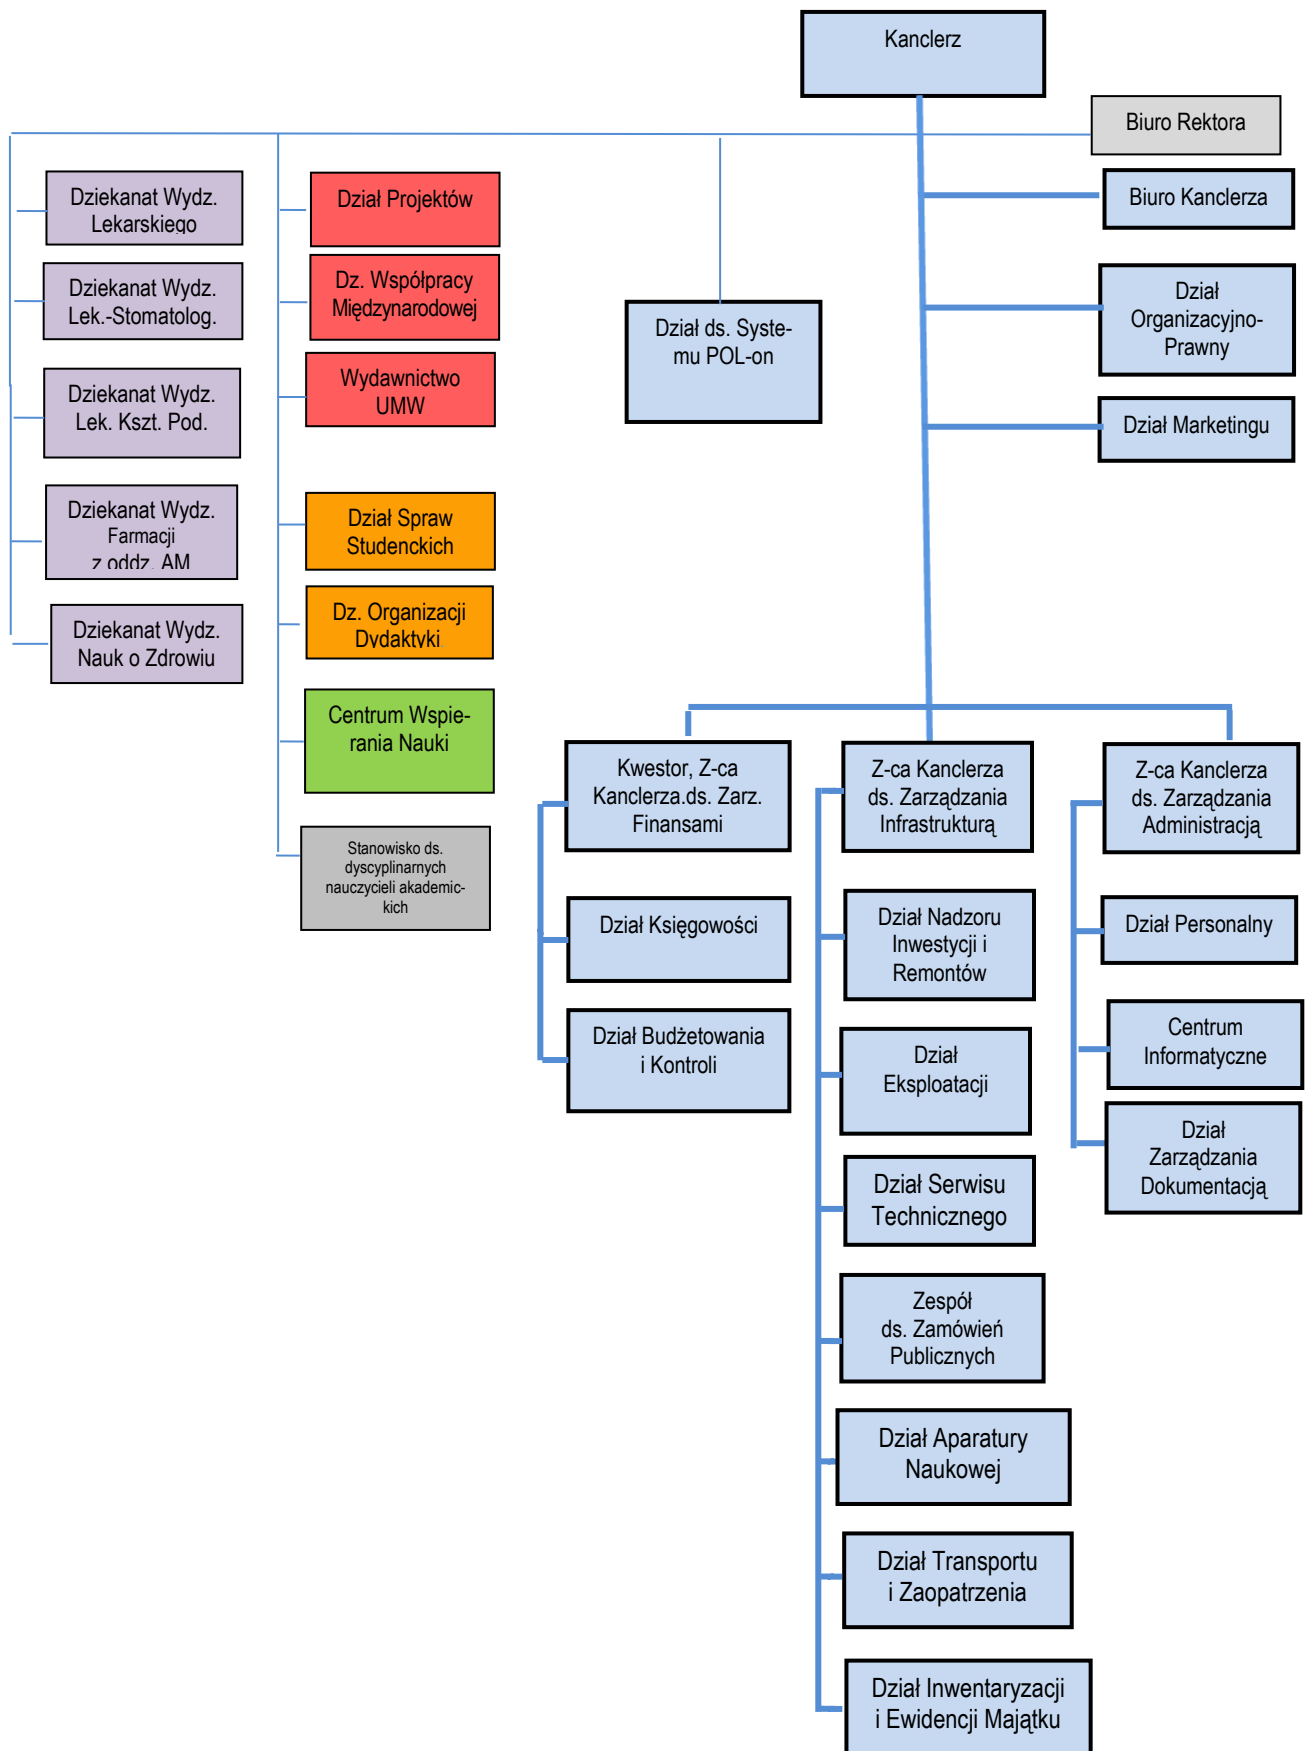 Kanclerz
Biuro Rektora
Biuro Kanclerza
Dział
Organizacyjno-
Prawny
Dział Marketingu
Dziekanat Wydz.
Lekarskiego
Dziekanat Wydz.
Lek.-Stomatolog.
Dziekanat Wydz.
Lek. Kszt. Pod.
Dziekanat Wydz.
Farmacji
z oddz. AM
Dziekanat Wydz.
Nauk o Zdrowiu
Dział Projektów
Dz. Współpracy
Międzynarodowej
Wydawnictwo
UMW
Dział Spraw
Studenckich
Dz. Organizacji
Dydaktyki
Centrum Wspie-
rania Nauki
Stanowisko ds.
dyscyplinarnych
nauczycieli akademic-
kich
Dział ds. Syste-
mu POL-on
Kwestor, Z-ca
Kanclerza.ds. Zarz.
Finansami
Dział Księgowości
Dział Budżetowania
i Kontroli
Z-ca Kanclerza
ds. Zarządzania
Infrastrukturą
Dział Nadzoru
Inwestycji i
Remontów
Dział
Eksploatacji
Dział Serwisu
Technicznego
Zespół
ds. Zamówień
Publicznych
Dział Aparatury
Naukowej
Dział Transportu
i Zaopatrzenia
Dział Inwentaryzacji
i Ewidencji Majątku
Z-ca Kanclerza
ds. Zarządzania
Administracją
Dział Personalny
Centrum
Informatyczne
Dział
Zarządzania
Dokumentacją